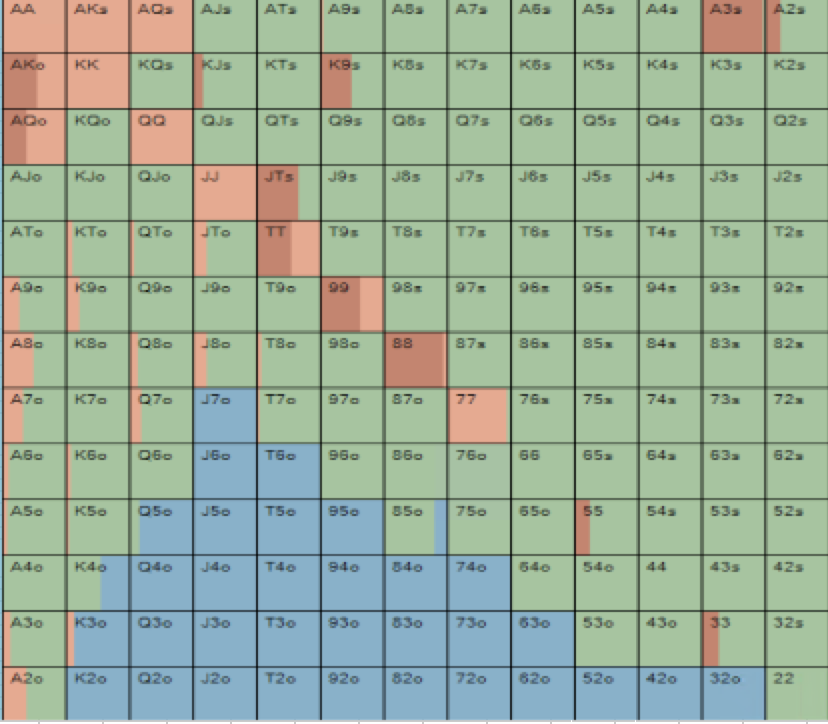 AA AKs AQs AJs ATs A9s A8s A7s A6s A5s A4s A3s A2s
AKo KK KQs KJs KTs K9s K8s K7s K6s K5s K4s K3s K2s
AQo KQo QQ QJs QTs Q9s Q8s Q7s Q6s Q5s Q4s Q3s Q2s
AJo KJo QJo JJ JTs J9s J8s J7s J6s J5s J4s J3s J2s
ATo KTo QTo JTo TT T9s T8s T7s T6s T5s T4s T3s T2s
A9o K9o Q9o J9o T9o 99 98s 97s 96s 95s 94s 93s 92s
A8o K8o Q8o J8o T8o 98o 88 87s 86s 85s 84s 83s 82s
A7o K7o Q7o J7o T7o 97o 87o 77 76s 75s 74s 73s 72s
A6o K6o Q6o J6o T6o 96o 86o 76o 66 65s 64s 63s 62s
A5o K5o Q5o J5o T5o 95o 85o 75o 65o 55 54s 53s 52s
A4o K4o Q4o J4o T4o 94o 84o 74o 64o 54o 44 43s 42s
A3o K3o Q3o J3o T3o 93o 83o 73o 63o 53o 43o 33 32s
A2o K2o Q2o J2o T2o 92o 82o 72o 62o 52o 42o 32o 22